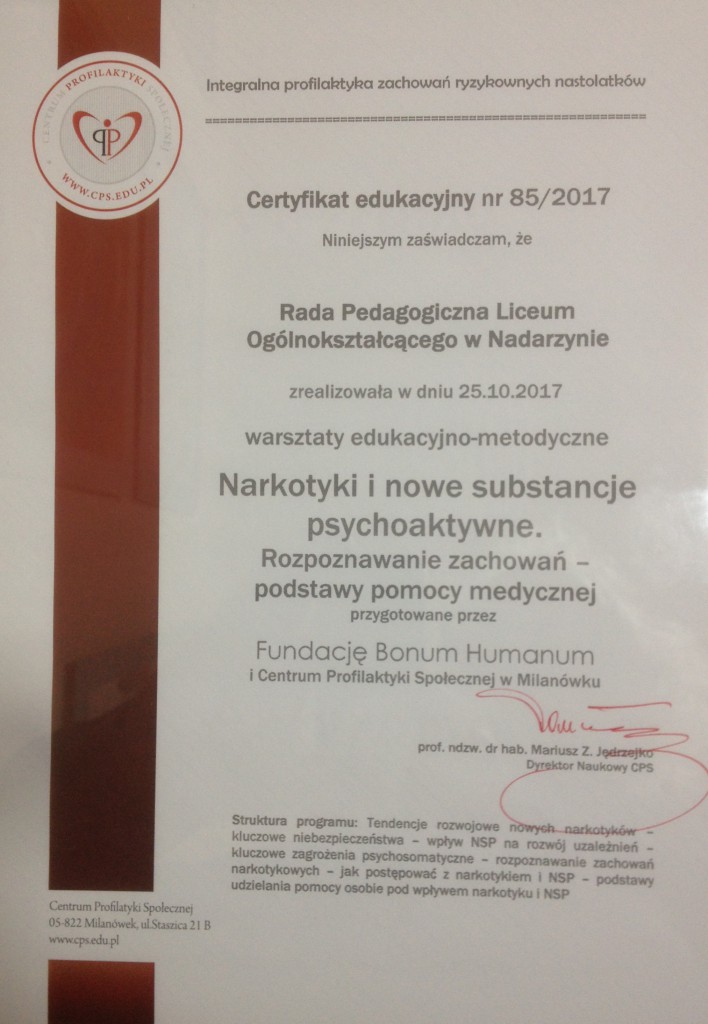 CENTRUM PROFILAKTYKI SPOŁECZNEJ
WWW.CPS.EDU.PL
Integralna profilaktyka zachowań ryzykownych nastolatków
============================================================
Certyfikat edukacyjny nr 85/2017
Niniejszym zaświadczam, że
Rada Pedagogiczna Liceum
Ogólnokształcącego w Nadarzynie
zrealizowała w dniu 25.10.2017
warsztaty edukacyjno-metodyczne
Narkotyki i nowe substancje
psychoaktywne.
Rozpoznawanie zachowań –
podstawy pomocy medycznej
przygotowane przez
Fundację Bonum Humanum
i Centrum Profilaktyki Społecznej w Milanówku
prof. ndzw. dr hab. Mariusz Z. Jędrzejko
Dyrektor Naukowy CPS
Struktura programu: Tendencje rozwojowe nowych narkotyków –
kluczowe niebezpieczeństwa – wpływ NSP na rozwój uzależnień –
kluczowe zagrożenia psychosomatyczne – rozpoznawanie zachowań
narkotykowych – jak postępować z narkotykiem i NSP – podstawy
udzielania pomocy osobie pod wpływem narkotyku i NSP
Centrum Profilatyki Spolecznej
05-822 Milanówek, ul.Staszica 21 B
www.cps.edu.pl